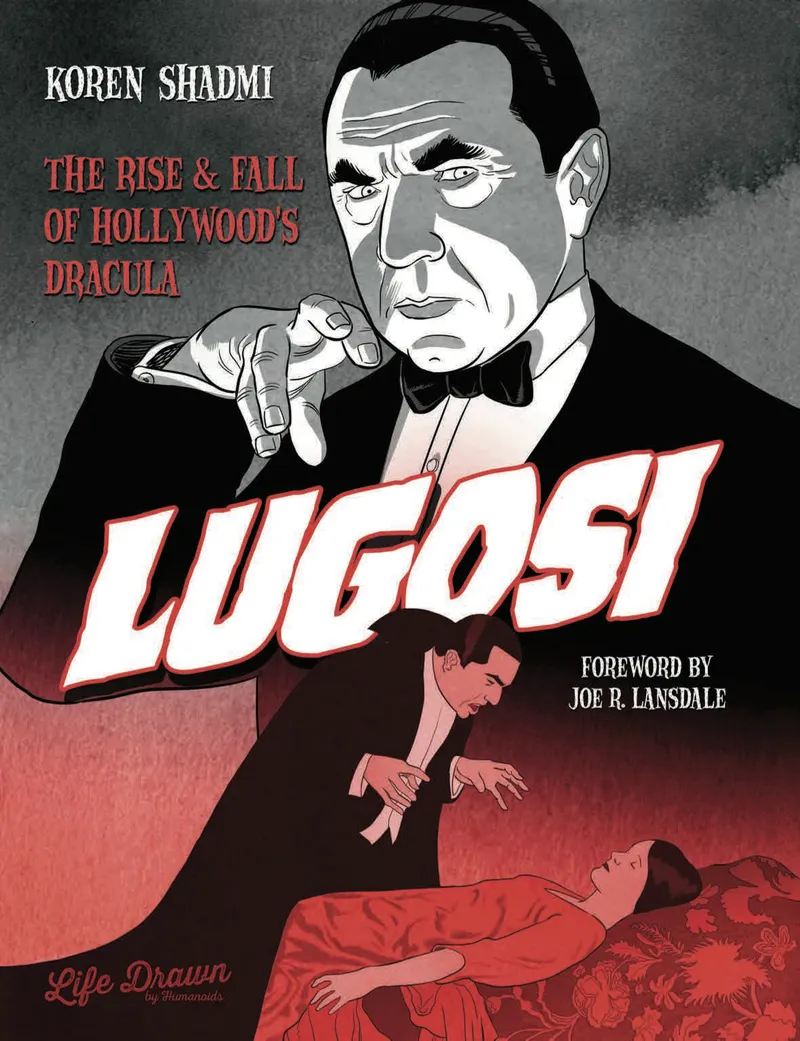 KOREN SHADMI
THE RISE & FALL
OF HOLLYWOOD'S
DRACULA
LUGOSI
FOREWORD BY
JOE R. LANSDALE
Life Drawn
by Humanoids